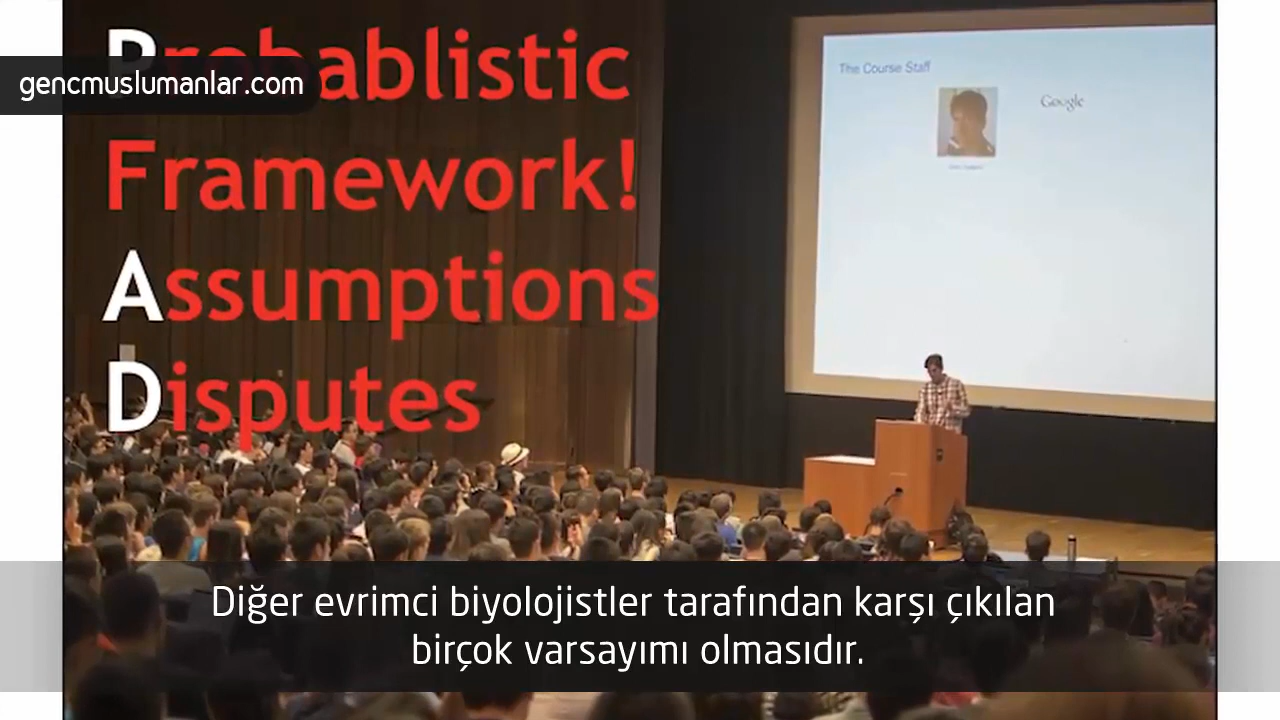 Probablistic
gencmuslumanlar.com
Framework!
Assumptions
Disputes
The Course Staff
Google
Diğer evrimci biyolojistler tarafından karşı çıkılan
birçok varsayımı olmasıdır.